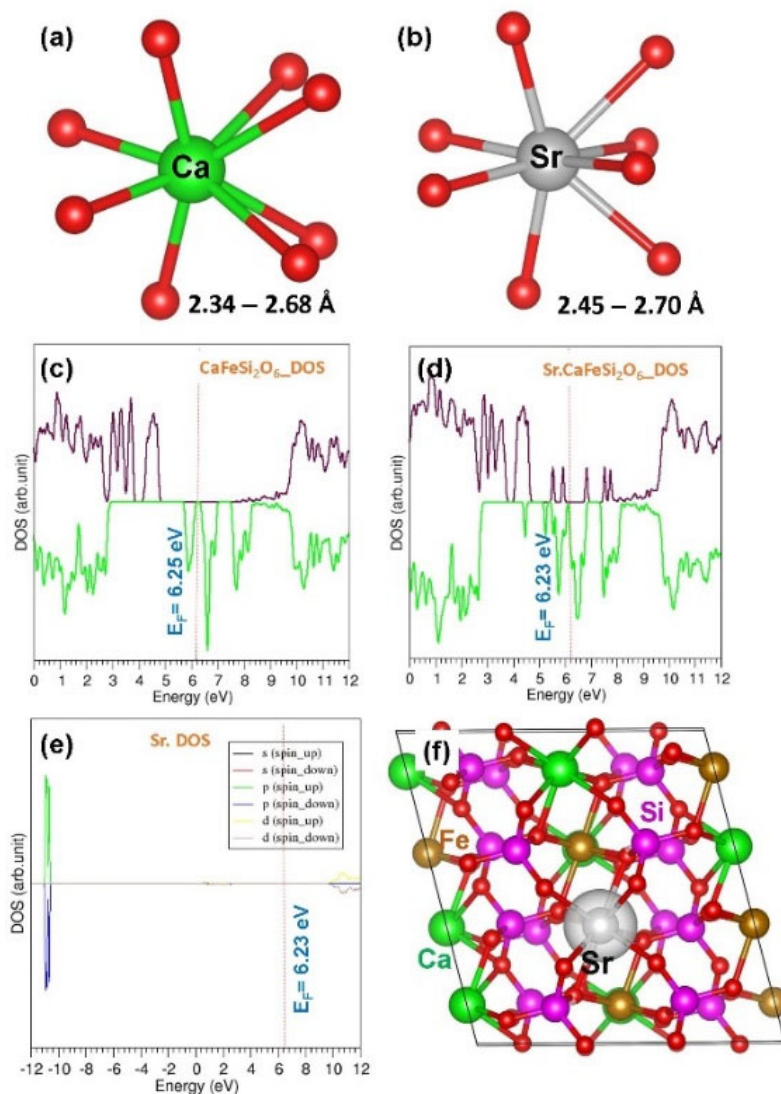 (a)
Ca
2.34 – 2.68 Å
(b)
Sr
2.45 – 2.70 Å
(c)
CaFeSi₂O₆_DOS
DOS (arb.unit)
E_F= 6.25 eV
0 1 2 3 4 5 6 7 8 9 10 11 12
Energy (eV)
(d)
Sr.CaFeSi₂O₆_DOS
DOS (arb.unit)
E_F= 6.23 eV
0 1 2 3 4 5 6 7 8 9 10 11 12
Energy (eV)
(e)
Sr. DOS
s (spin_up)
s (spin_down)
p (spin_up)
p (spin_down)
d (spin_up)
d (spin_down)
DOS (arb.unit)
E_F= 6.23 eV
-12 -10 -8 -6 -4 -2 0 2 4 6 8 10 12
Energy (eV)
(f)
Si
Fe
Ca
Sr